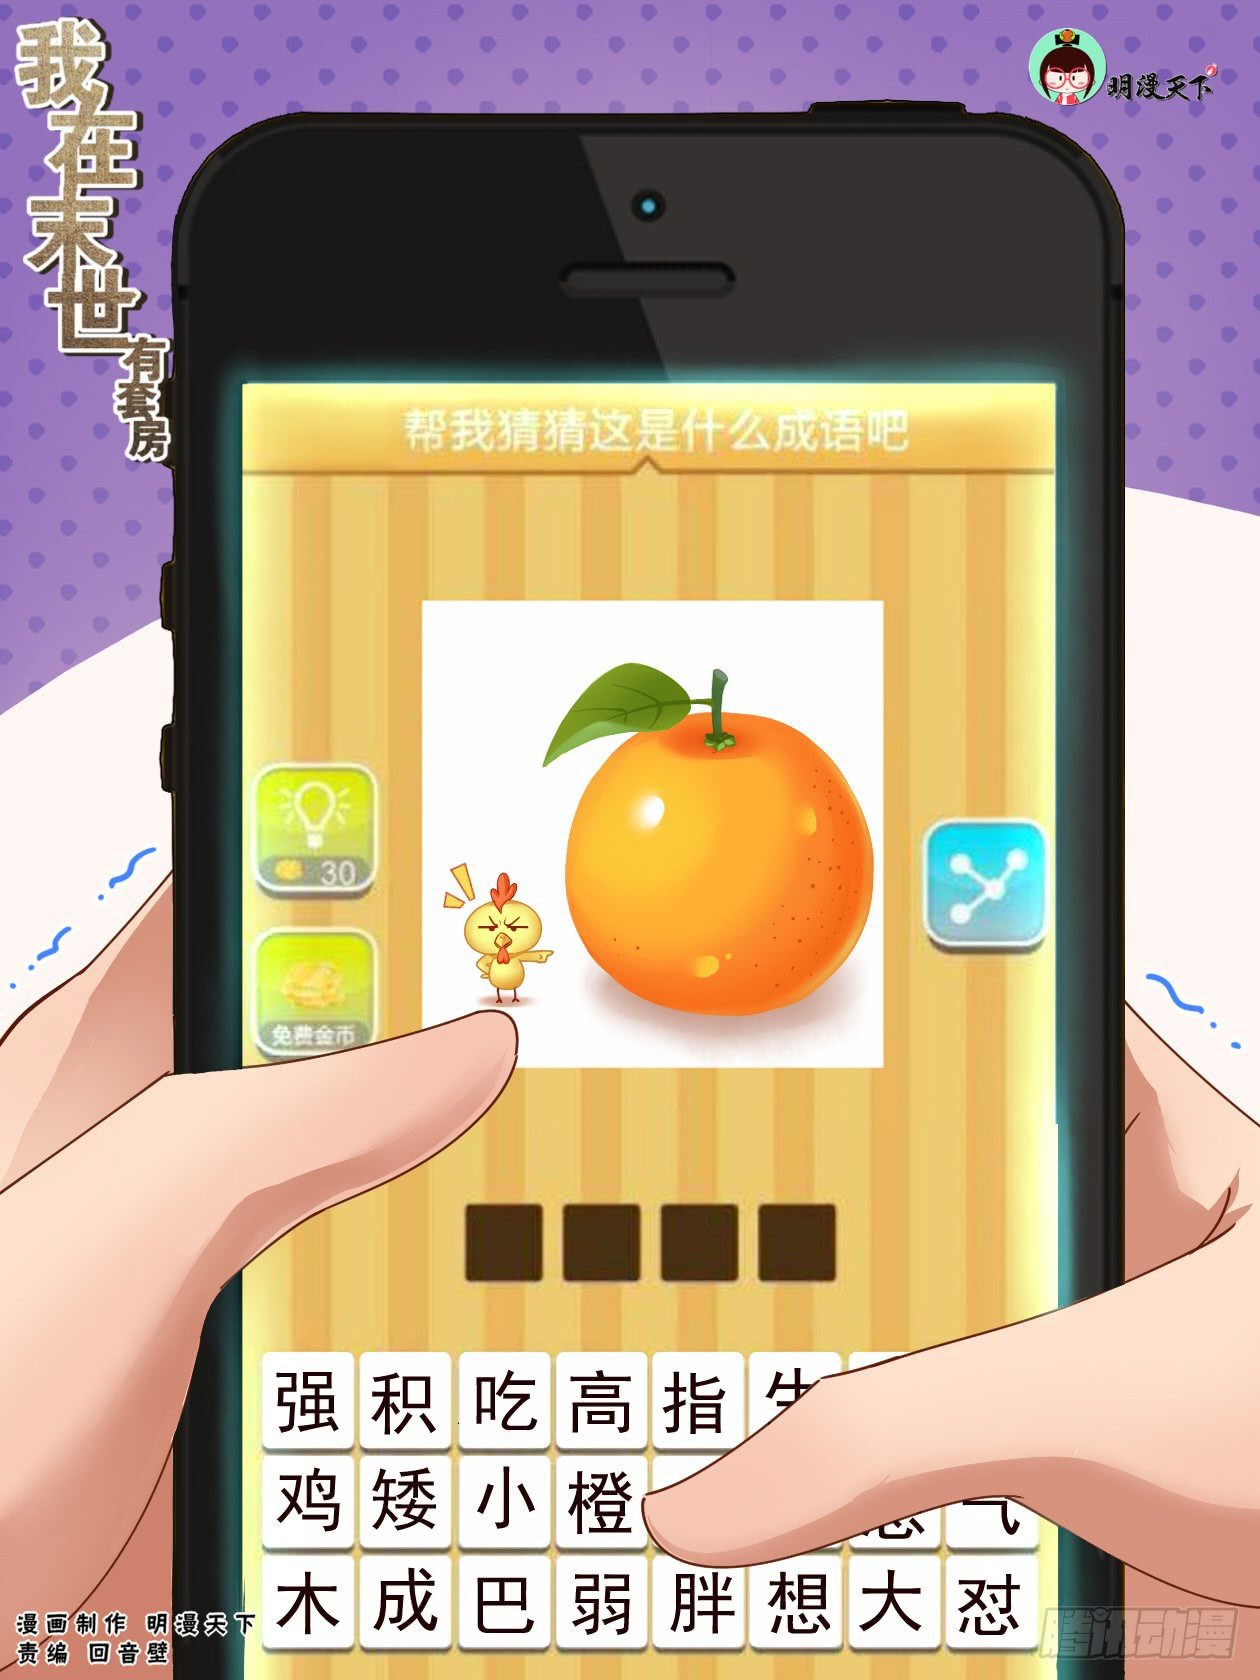 我在末世有套房
明漫天下
帮我猜猜这是什么成语吧
30
免费金币
强 积 吃 高 指
鸡 矮 小 橙
木 成 巴 弱 胖 想 大 怼
漫画制作 明漫天下
责编 回音壁
腾讯动漫